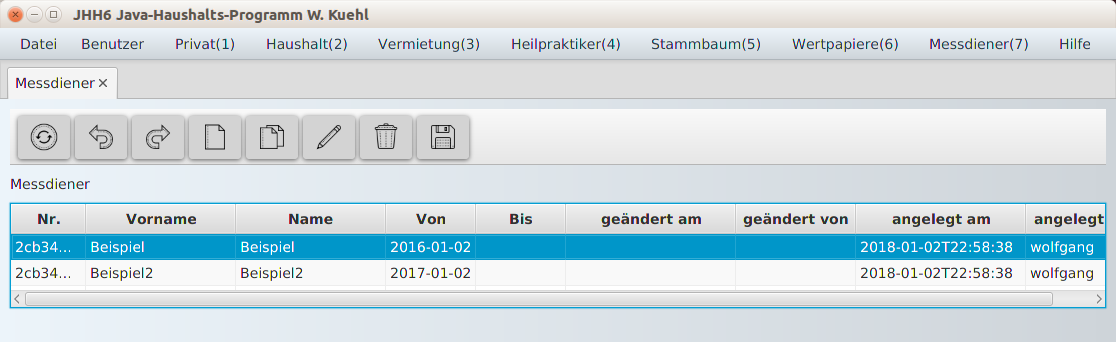 JHH6 Java-Haushalts-Programm W. Kuehl
Datei Benutzer Privat(1) Haushalt(2) Vermietung(3) Heilpraktiker(4) Stammbaum(5) Wertpapiere(6) Messdiener(7) Hilfe
Messdiener
Messdiener
Nr. Vorname Name Von Bis geändert am geändert von angelegt am angelegt
2cb34... Beispiel Beispiel 2016-01-02 2018-01-02T22:58:38 wolfgang
2cb34... Beispiel2 Beispiel2 2017-01-02 2018-01-02T22:58:38 wolfgang